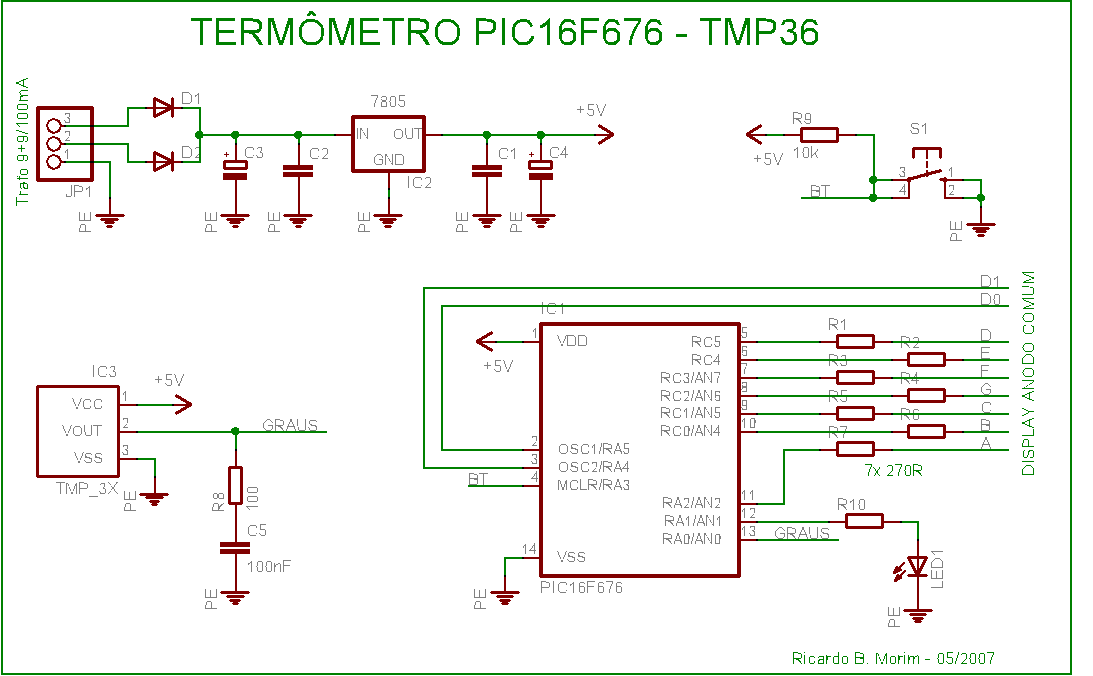 TERMÔMETRO PIC16F676 - TMP36
Trafo 9+9/100mA
3
2
1
JP1
PE
D1
D2
+
C3
PE
C2
PE
7805
IN
OUT
GND
IC2
PE
C1
PE
+
C4
PE
+5V
+5V
R9
10k
S1
BT
3
4
1
2
PE
IC3
VCC
VOUT
VSS
1
2
3
TMP_3X
+5V
PE
GRAUS
R8
100
C5
100nF
PE
IC1
+5V
1
VDD
2
OSC1/RA5
3
OSC2/RA4
4
MCLR/RA3
BT
14
VSS
PE
PIC16F676
RC5
5
RC4
6
RC3/AN7
7
RC2/AN6
8
RC1/AN5
9
RC0/AN4
10
RA2/AN2
11
RA1/AN1
12
RA0/AN0
13
GRAUS
D1
D0
R1
D
R2
E
R3
F
R4
G
R5
C
R6
B
R7
A
7x 270R
DISPLAY ANODO COMUM
R10
LED1
PE
Ricardo B. Morim - 05/2007